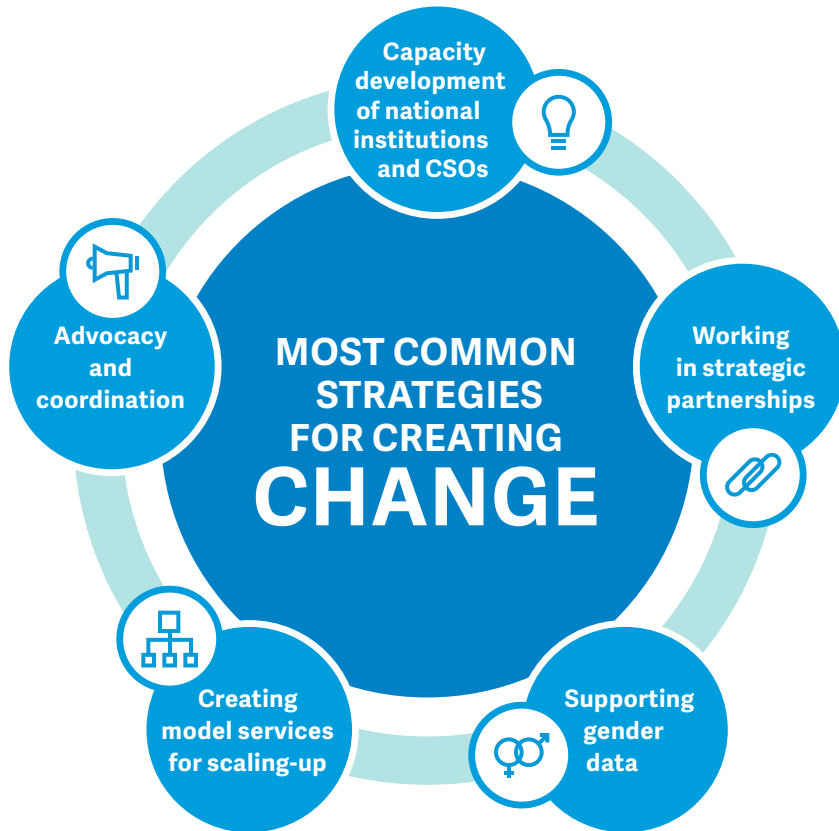 Capacity
development
of national
institutions
and CSOs
Working
in strategic
partnerships
Supporting
gender
data
Creating
model services
for scaling-up
Advocacy
and
coordination
MOST COMMON
STRATEGIES
FOR CREATING
CHANGE